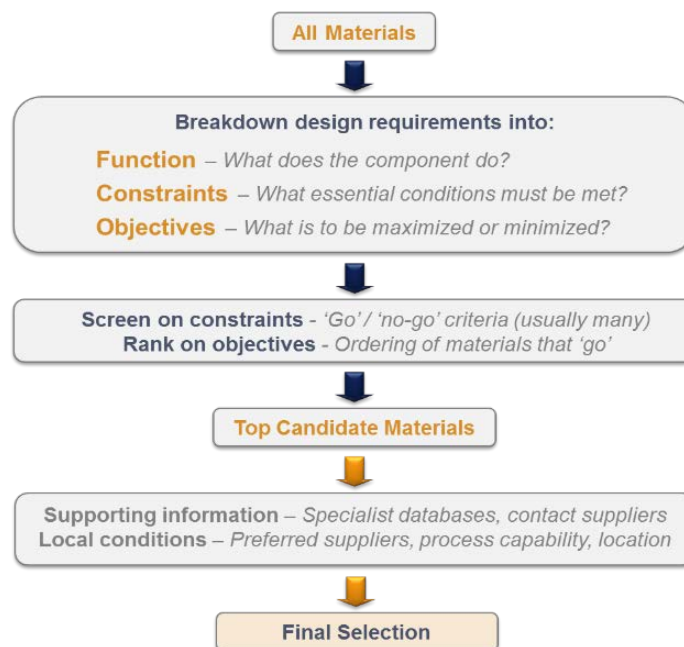 All Materials
Breakdown design requirements into:
Function – What does the component do?
Constraints – What essential conditions must be met?
Objectives – What is to be maximized or minimized?
Screen on constraints - ‘Go’ / ‘no-go’ criteria (usually many)
Rank on objectives - Ordering of materials that ‘go’
Top Candidate Materials
Supporting information – Specialist databases, contact suppliers
Local conditions – Preferred suppliers, process capability, location
Final Selection